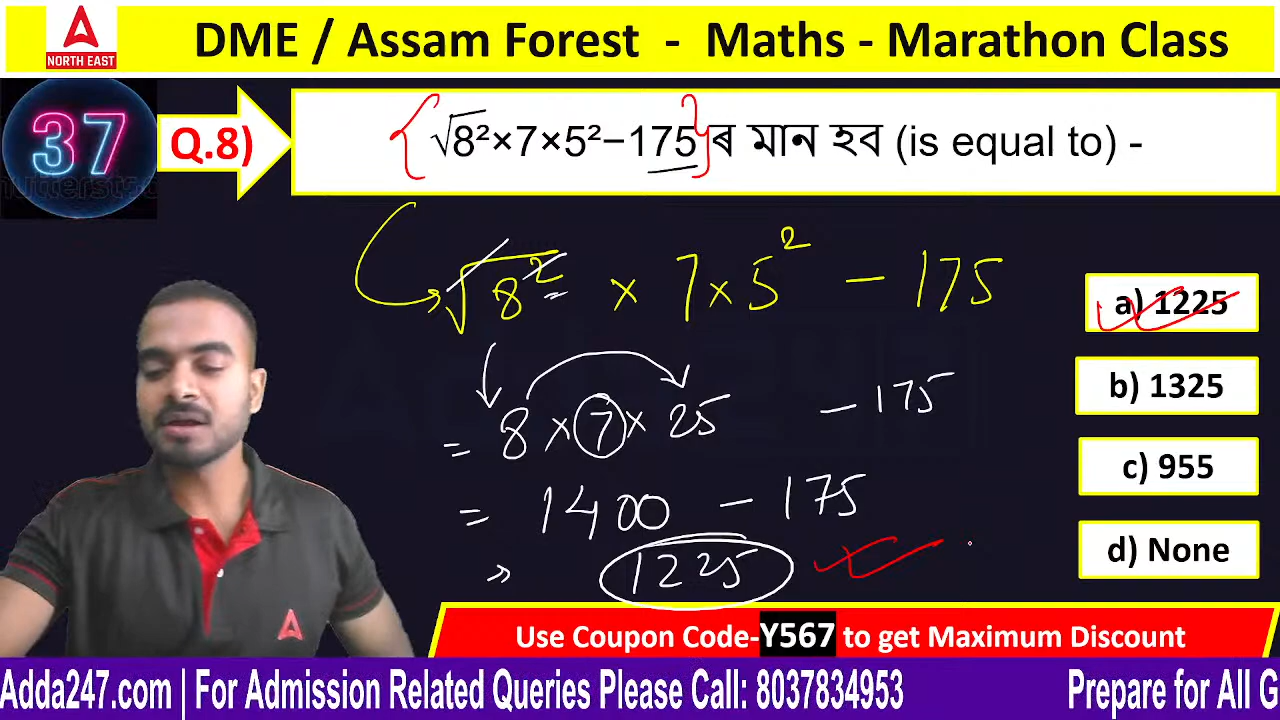 DME / Assam Forest - Maths - Marathon Class
NORTH EAST
37
Q.8)
√8²×7×5²−175 ৰ মান হব (is equal to) -
√8² × 7 × 5² − 175
= 8 × 7 × 25 − 175
= 1400 − 175
1225
a) 1225
b) 1325
c) 955
d) None
Use Coupon Code-Y567 to get Maximum Discount
Adda247.com | For Admission Related Queries Please Call: 8037834953
Prepare for All G